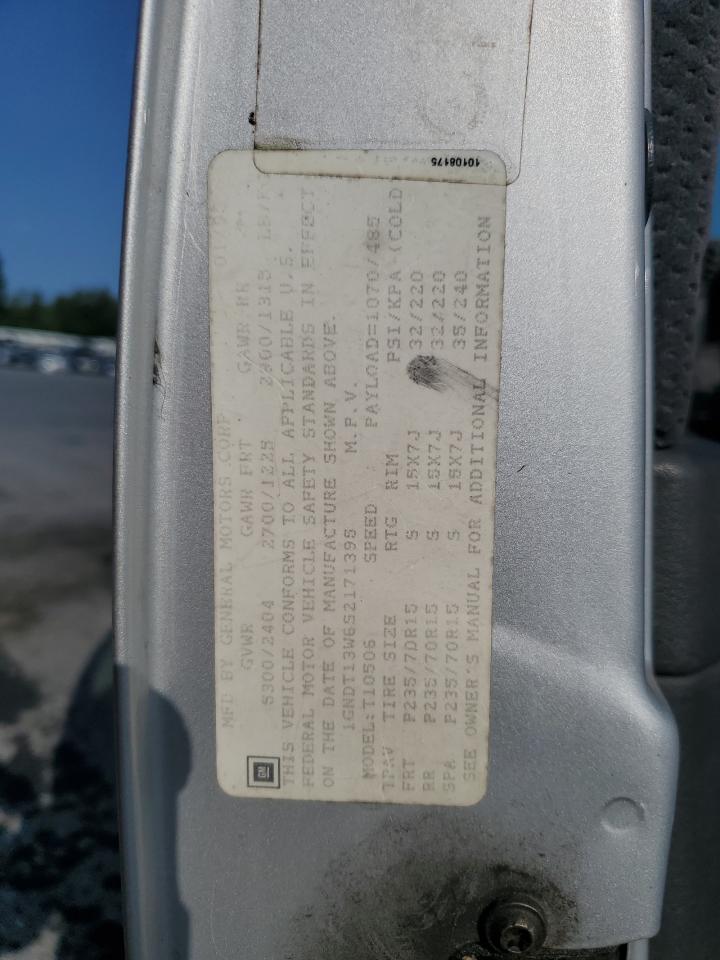 MFD BY GENERAL MOTORS CORP
GVWR GAWR FRT GAWR RR
5300/2404 2700/1225 2900/1315
THIS VEHICLE CONFORMS TO ALL APPLICABLE U.S.
FEDERAL MOTOR VEHICLE SAFETY STANDARDS IN EFFECT
ON THE DATE OF MANUFACTURE SHOWN ABOVE.
1GNDT13W6S2171395 M.P.V.
MODEL:T10506 PAYLOAD=1070/485
SPEED
TIRE SIZE RTG RIM PSI/KPA (COLD)
FRT P235/70R15 S 15X7J 32/220
RR P235/70R15 S 15X7J 32/220
SPA P235/70R15 S 15X7J 35/240
SEE OWNER'S MANUAL FOR ADDITIONAL INFORMATION
GM
10108175